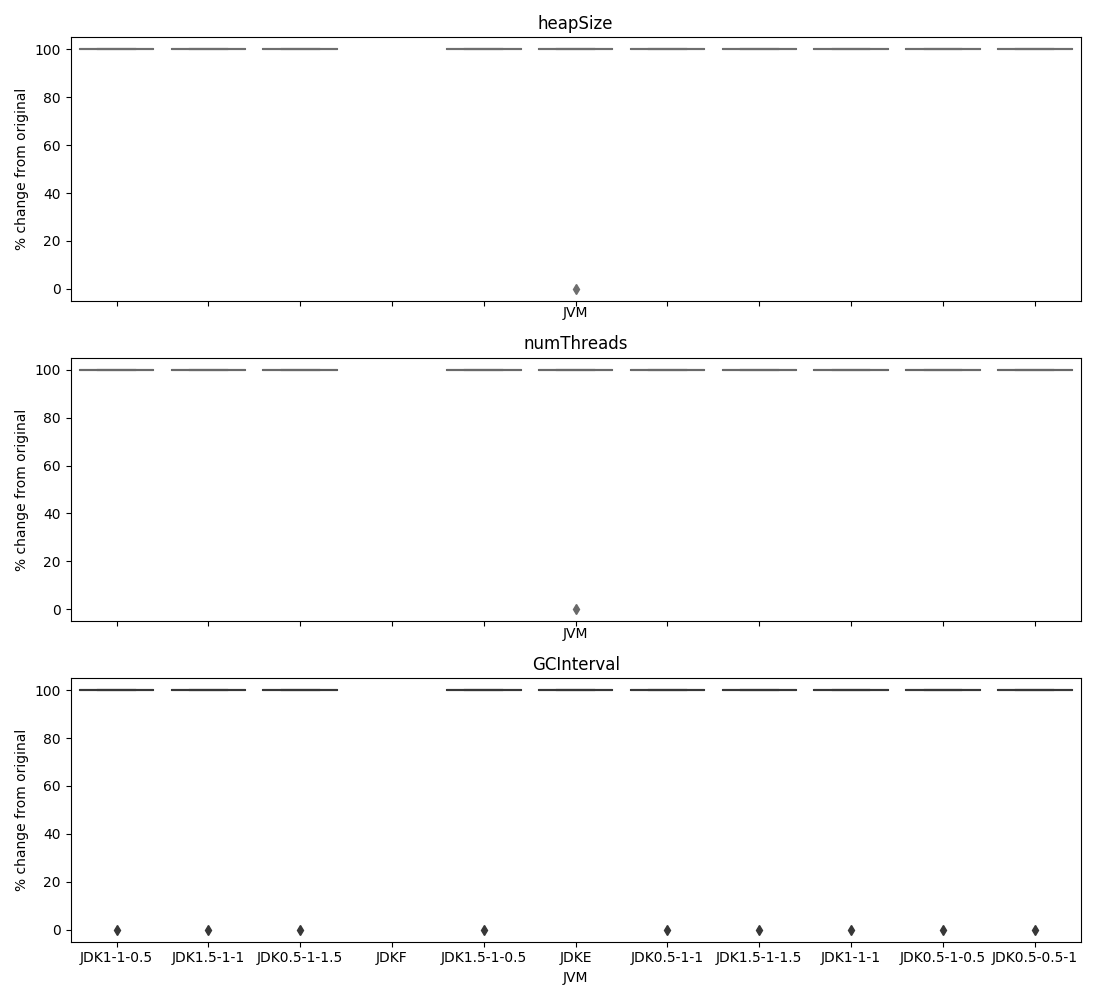 heapSize
100
80
60
40
20
0
% change from original
JVM
numThreads
100
80
60
40
20
0
% change from original
JVM
GCInterval
100
80
60
40
20
0
% change from original
JDK1-1-0.5 JDK1.5-1-1 JDK0.5-1-1.5 JDKF JDK1.5-1-0.5 JDKE JDK0.5-1-1 JDK1.5-1-1.5 JDK1-1-1 JDK0.5-1-0.5 JDK0.5-0.5-1
JVM